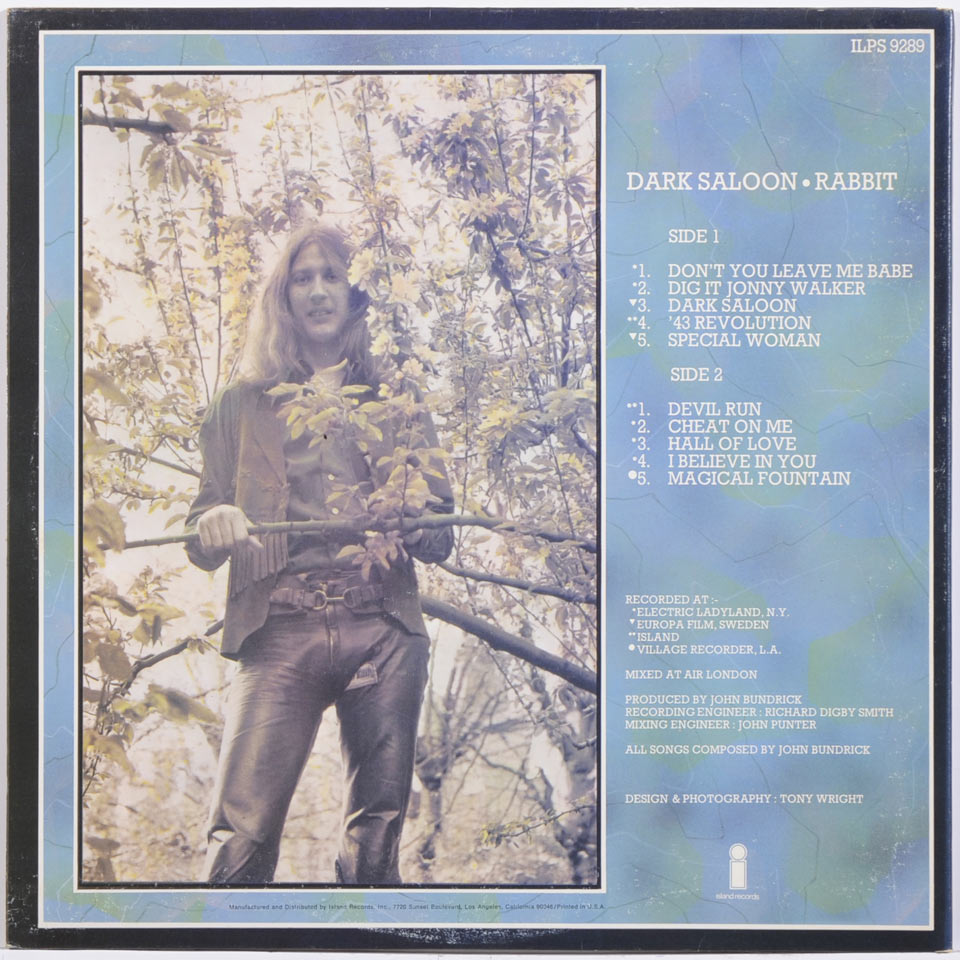 ILPS 9289
DARK SALOON • RABBIT
SIDE 1
*1. DON'T YOU LEAVE ME BABE
*2. DIG IT JONNY WALKER
▼3. DARK SALOON
**4. '43 REVOLUTION
▼5. SPECIAL WOMAN
SIDE 2
**1. DEVIL RUN
*2. CHEAT ON ME
*3. HALL OF LOVE
*4. I BELIEVE IN YOU
●5. MAGICAL FOUNTAIN
RECORDED AT :-
*ELECTRIC LADYLAND, N.Y.
▼EUROPA FILM, SWEDEN
**ISLAND
●VILLAGE RECORDER, L.A.
MIXED AT AIR LONDON
PRODUCED BY JOHN BUNDRICK
RECORDING ENGINEER : RICHARD DIGBY SMITH
MIXING ENGINEER : JOHN PUNTER
ALL SONGS COMPOSED BY JOHN BUNDRICK
DESIGN & PHOTOGRAPHY : TONY WRIGHT
island records
Manufactured and Distributed by Island Records, Inc., 7720 Sunset Boulevard, Los Angeles, California 90046/Printed in U.S.A.